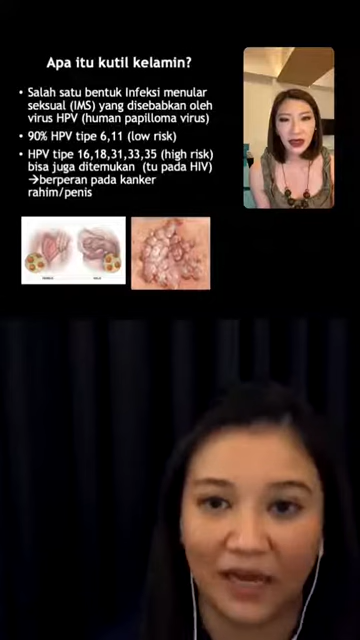 Apa itu kutil kelamin?
• Salah satu bentuk Infeksi menular
seksual (IMS) yang disebabkan oleh
virus HPV (human papilloma virus)
• 90% HPV tipe 6,11 (low risk)
• HPV tipe 16,18,31,33,35 (high risk)
bisa juga ditemukan (tu pada HIV)
→berperan pada kanker
rahim/penis